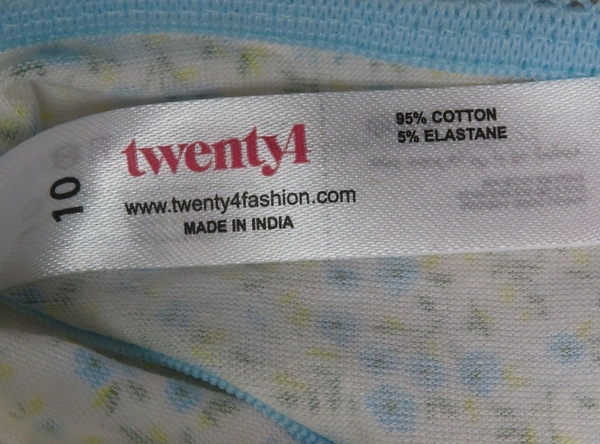 95% COTTON
5% ELASTANE
twenty4
www.twenty4fashion.com
MADE IN INDIA
10